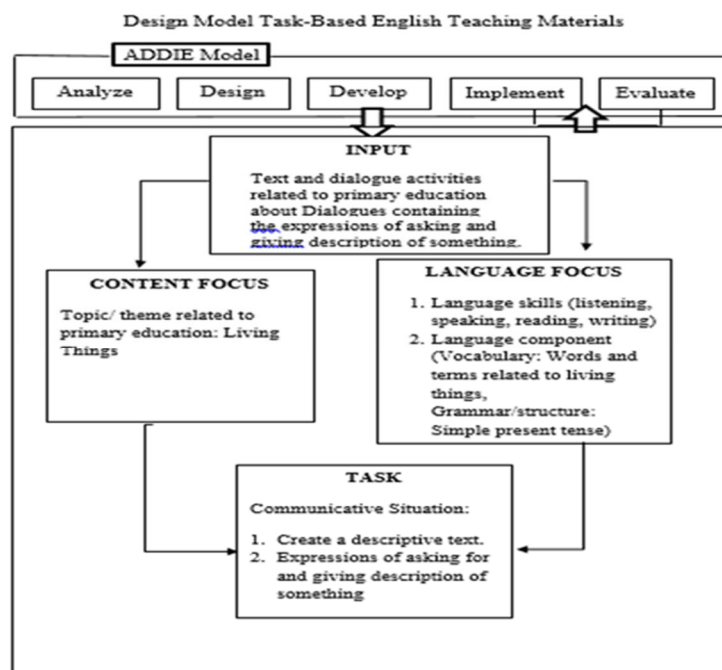 Design Model Task-Based English Teaching Materials
ADDIE Model
Analyze
Design
Develop
Implement
Evaluate
INPUT
Text and dialogue activities
related to primary education
about Dialogues containing
the expressions of asking and
giving description of something.
CONTENT FOCUS
Topic/ theme related to
primary education: Living
Things
LANGUAGE FOCUS
1. Language skills (listening,
speaking, reading, writing)
2. Language component
(Vocabulary: Words and
terms related to living
things,
Grammar/structure:
Simple present tense)
TASK
Communicative Situation:
1. Create a descriptive text.
2. Expressions of asking for
and giving description of
something